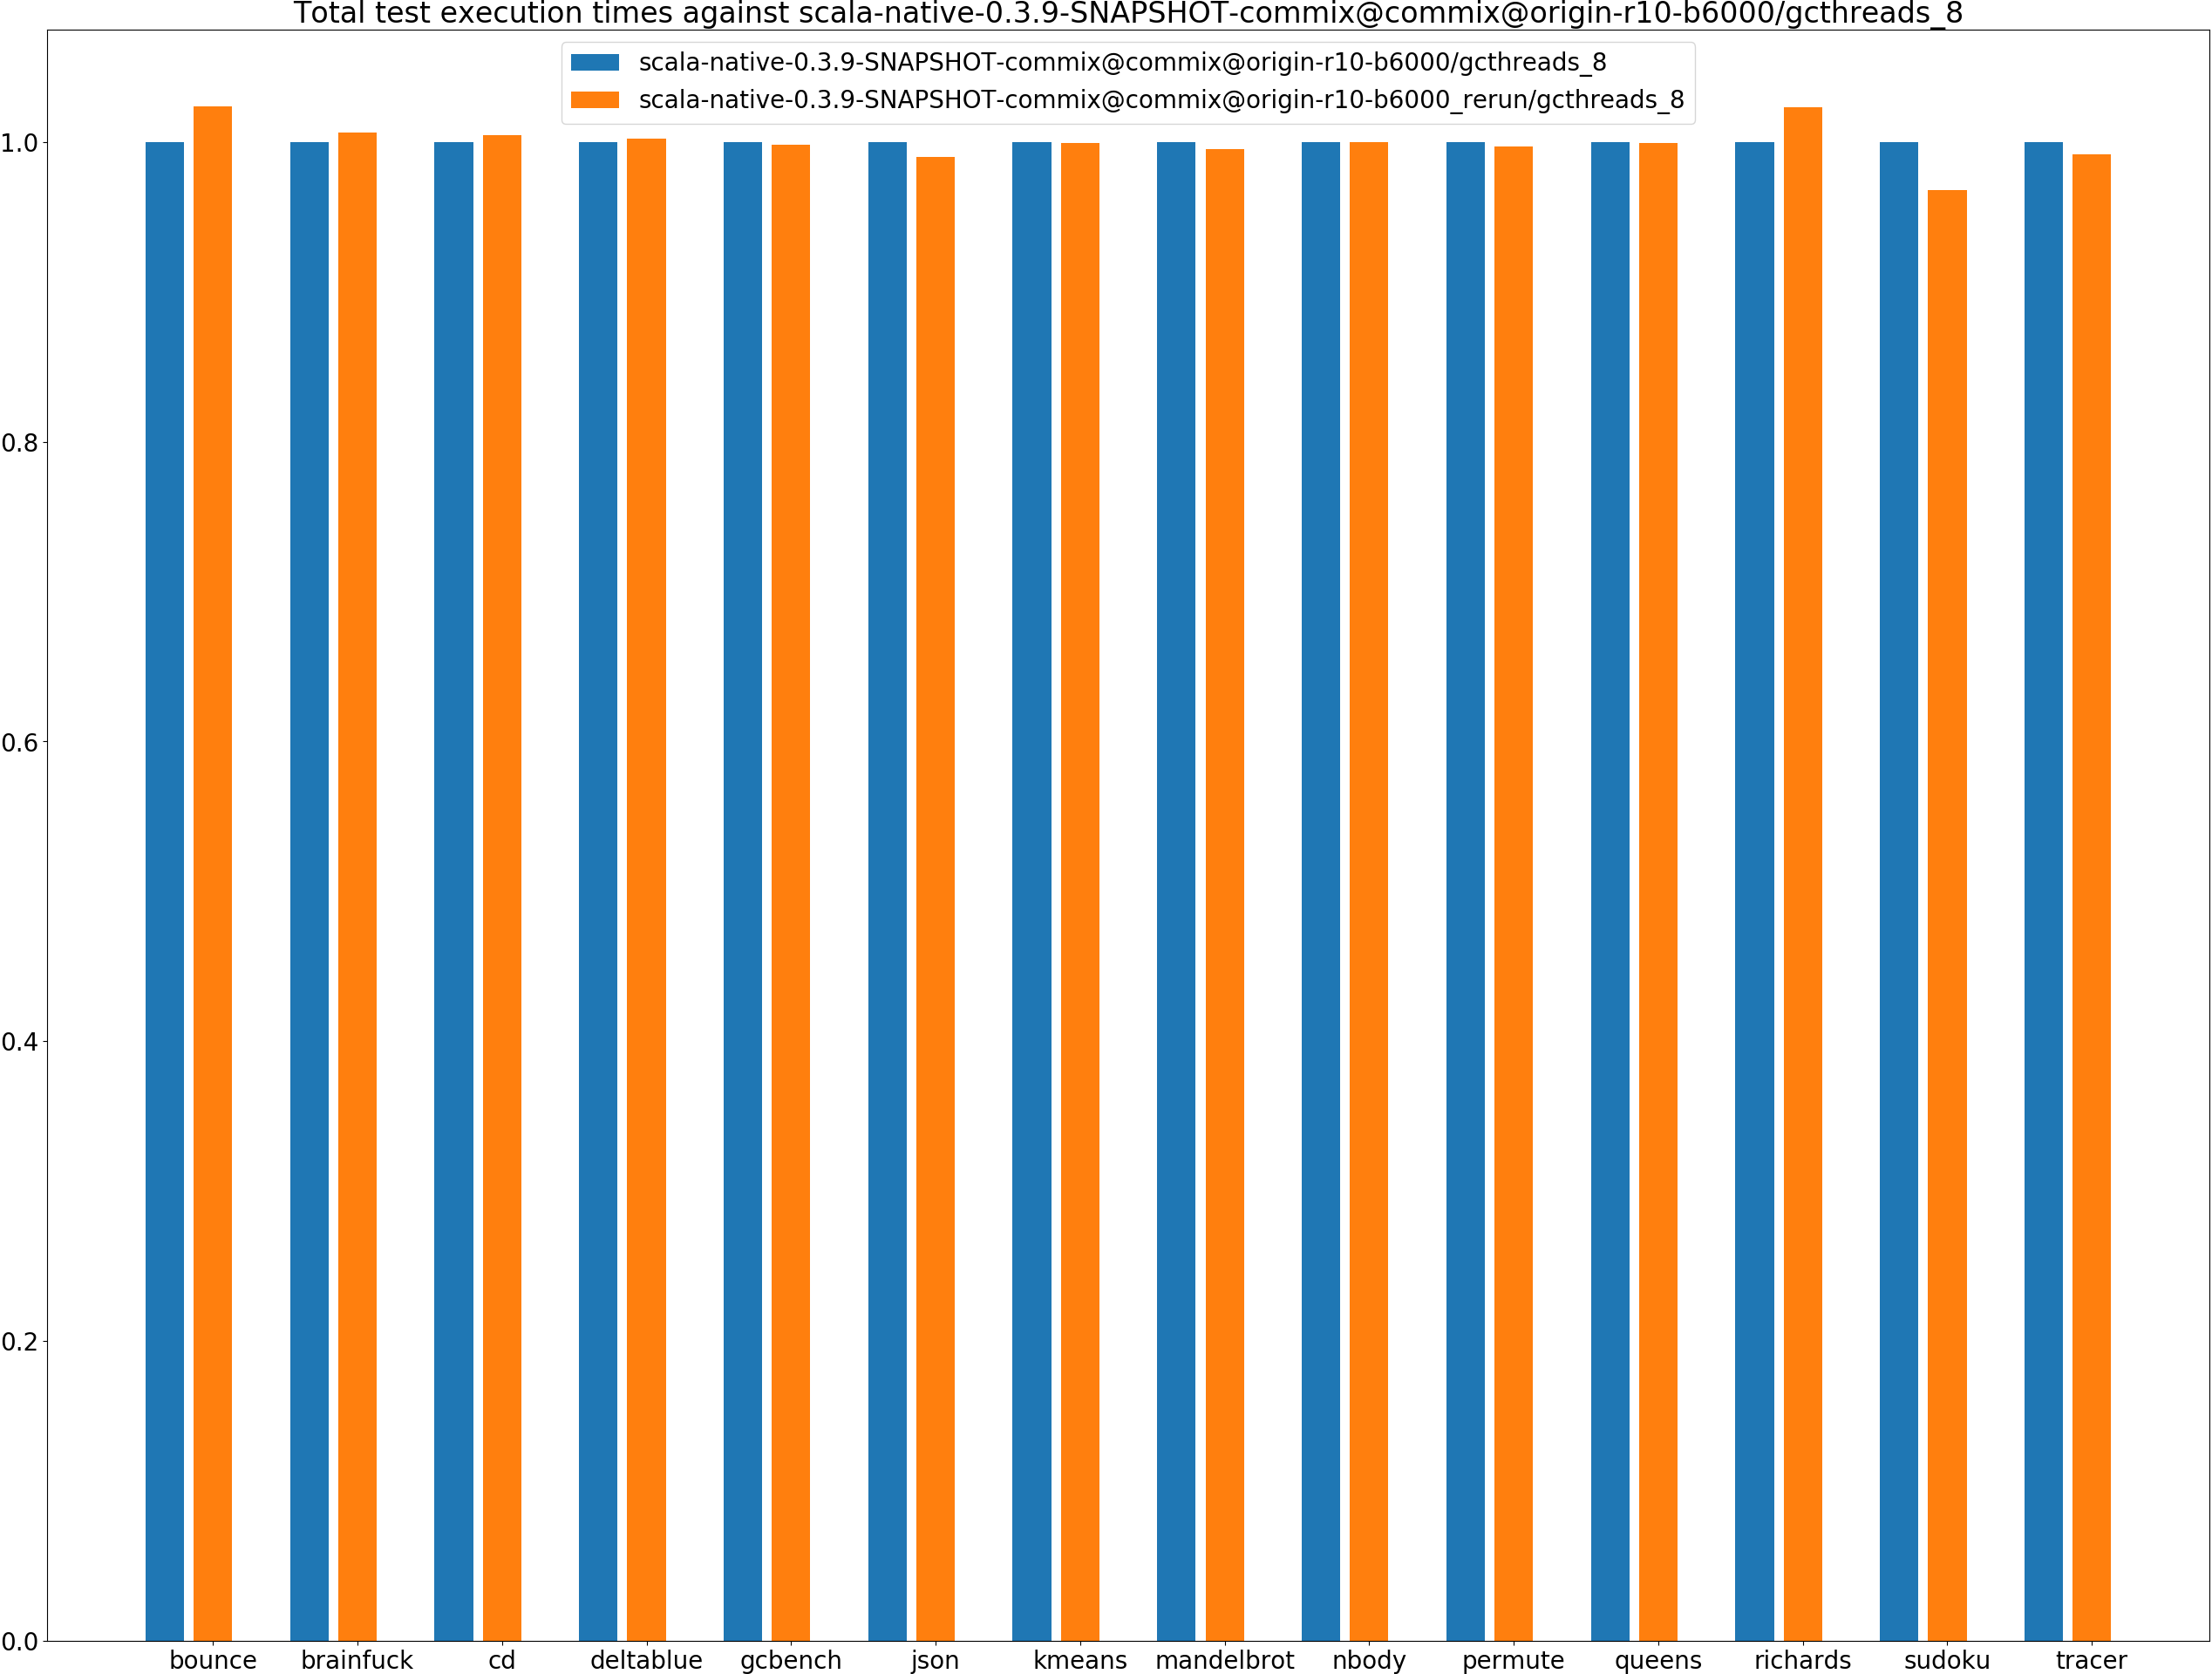 Total test execution times against scala-native-0.3.9-SNAPSHOT-commix@commix@origin-r10-b6000/gcthreads_8
scala-native-0.3.9-SNAPSHOT-commix@commix@origin-r10-b6000/gcthreads_8
scala-native-0.3.9-SNAPSHOT-commix@commix@origin-r10-b6000_rerun/gcthreads_8
1.0
0.8
0.6
0.4
0.2
0.0
bounce brainfuck cd deltablue gcbench json kmeans mandelbrot nbody permute queens richards sudoku tracer